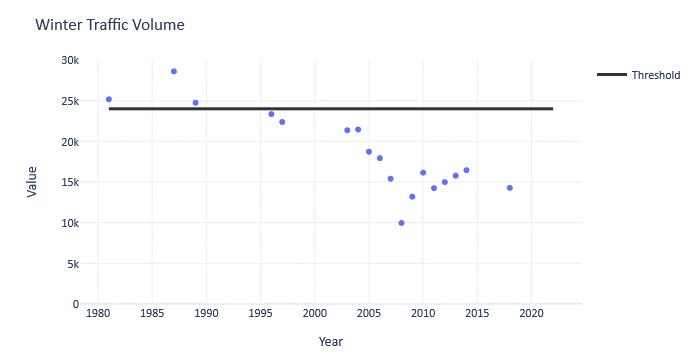 Winter Traffic Volume
30k
25k
20k
15k
10k
5k
0
Value
1980 1985 1990 1995 2000 2005 2010 2015 2020
Year
Threshold